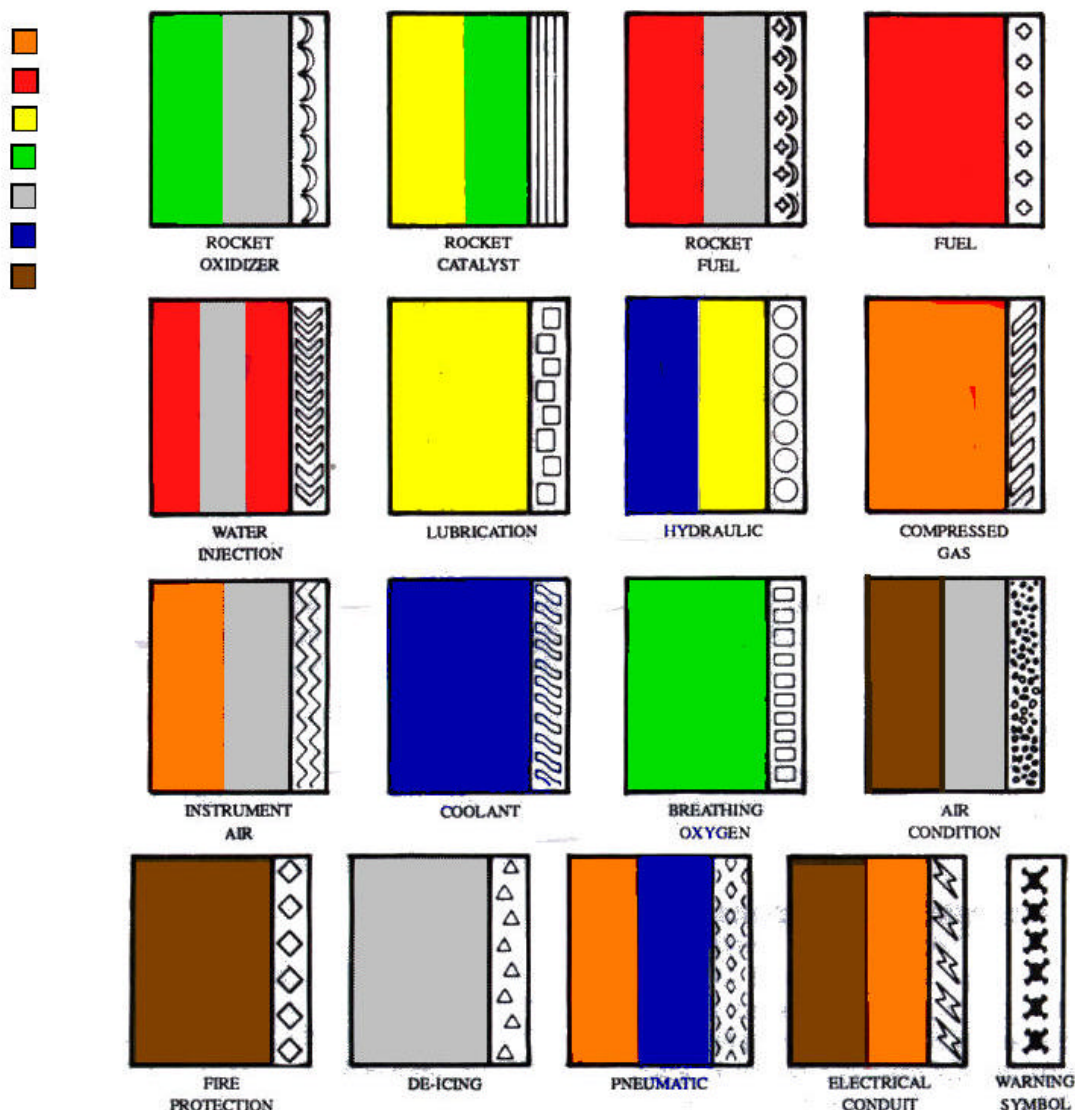 ROCKET
OXIDIZER
ROCKET
CATALYST
ROCKET
FUEL
FUEL
WATER
INJECTION
LUBRICATION
HYDRAULIC
COMPRESSED
GAS
INSTRUMENT
AIR
COOLANT
BREATHING
OXYGEN
AIR
CONDITION
FIRE
PROTECTION
DE-ICING
PNEUMATIC
ELECTRICAL
CONDUIT
WARNING
SYMBOL